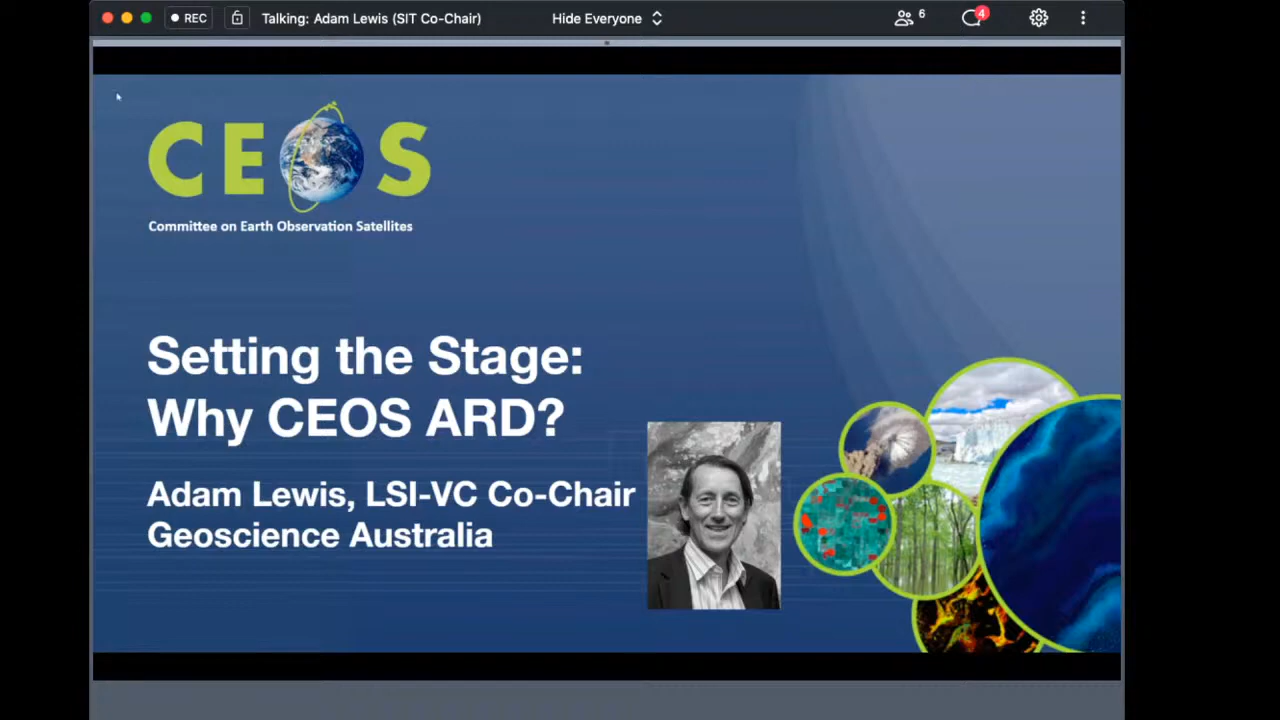 REC
Talking: Adam Lewis (SIT Co-Chair)
Hide Everyone
6
4
CEOS
Committee on Earth Observation Satellites
Setting the Stage:
Why CEOS ARD?
Adam Lewis, LSI-VC Co-Chair
Geoscience Australia